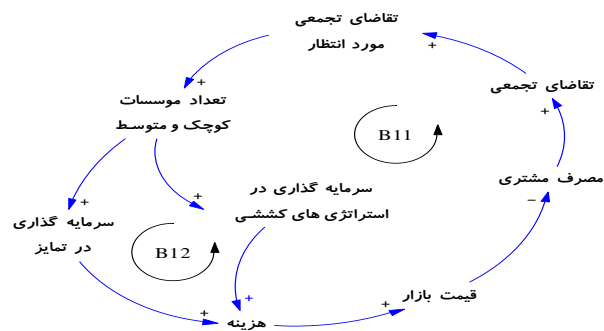 تقاضای تجمعی
مورد انتظار
+
+
تعداد موسسات
کوچک و متوسط
تقاضای تجمعی
+
B11
مصرف مشتری
–
سرمایه گذاری در
استراتژی های کششی
+
+
سرمایه گذاری
در تمایز
B12
قیمت بازار
+
+
+
هزینه